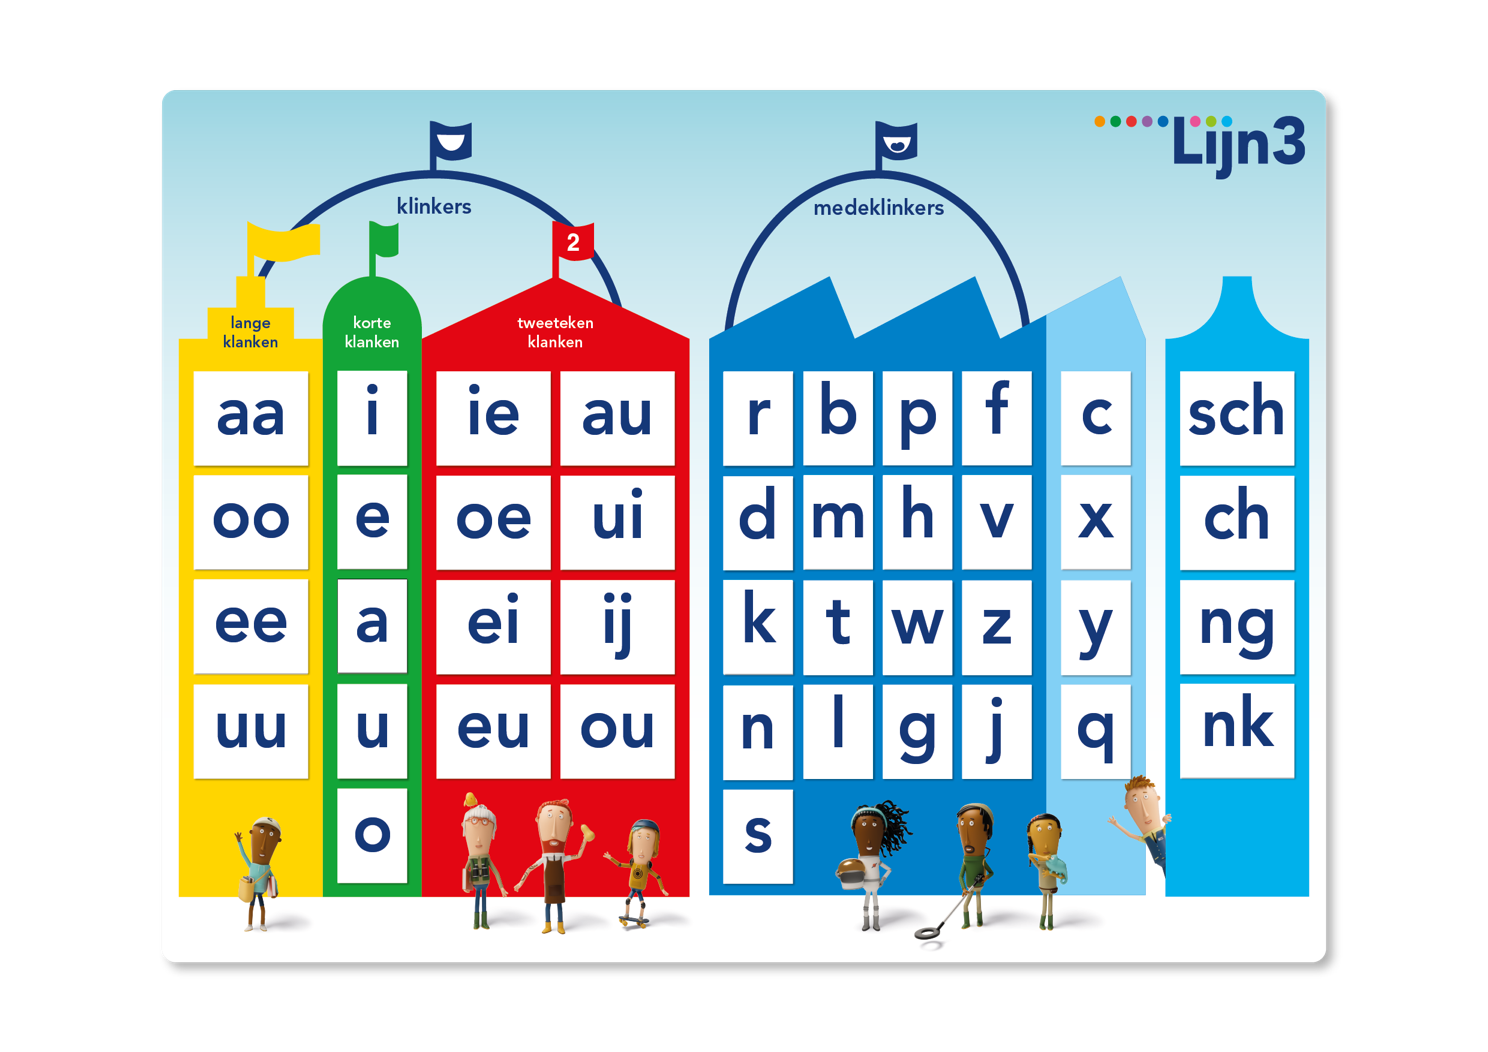 Lijn3
klinkers
medeklinkers
2
lange
klanken
korte
klanken
tweeteken
klanken
aa i ie au r b p f c sch
oo e oe ui d m h v x ch
ee a ei ij k t w z y ng
uu u eu ou n l g j q nk
o s